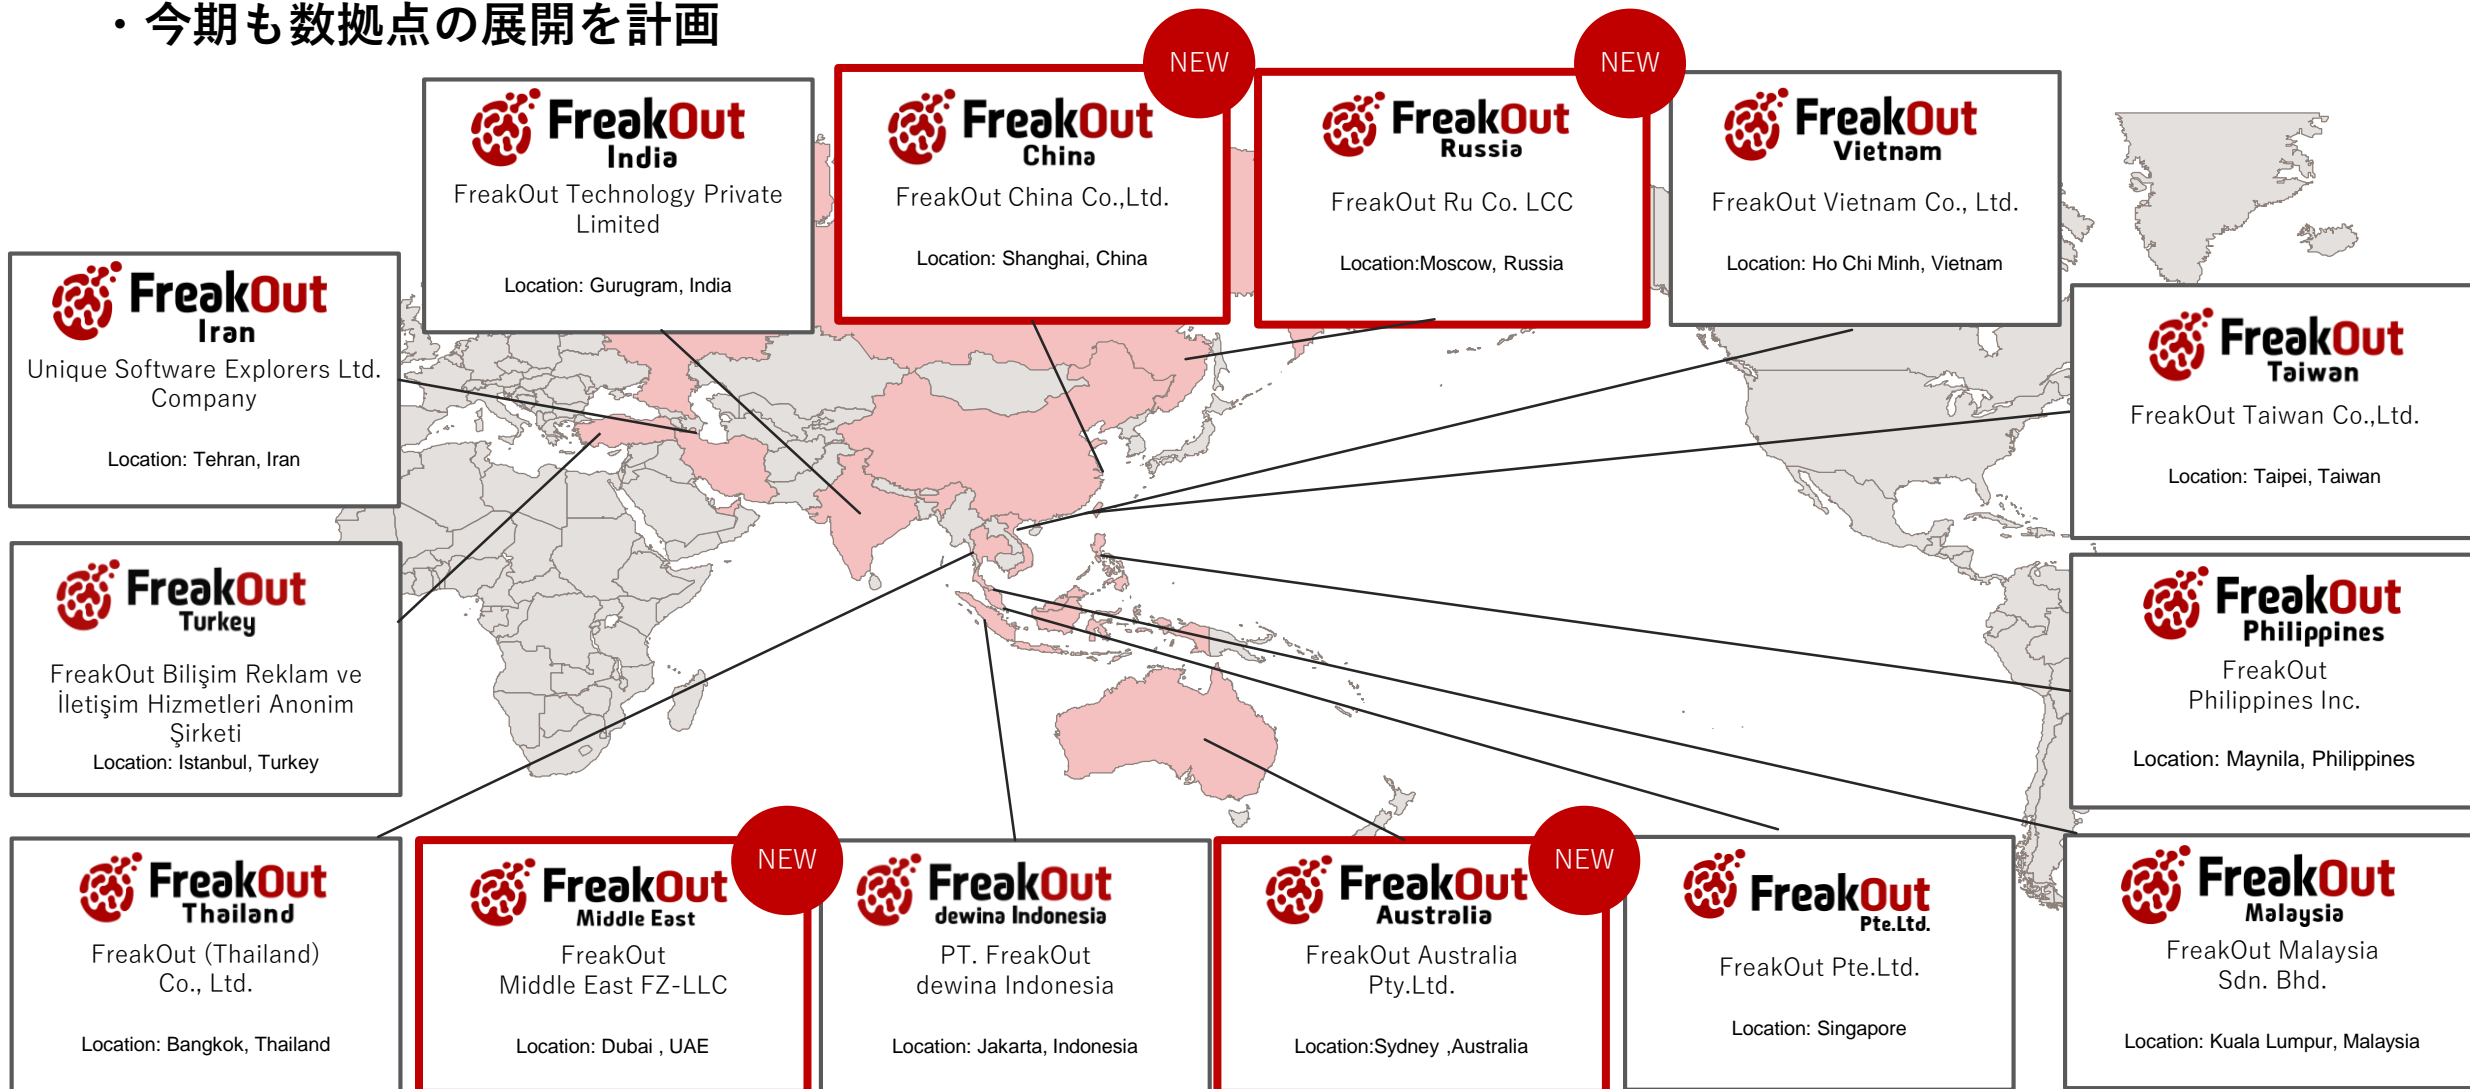 ・今期も数拠点の展開を計画
FreakOut
India
FreakOut Technology Private
Limited
Location: Gurugram, India
NEW
FreakOut
China
FreakOut China Co.,Ltd.
Location: Shanghai, China
NEW
FreakOut
Russia
FreakOut Ru Co. LCC
Location:Moscow, Russia
FreakOut
Vietnam
FreakOut Vietnam Co., Ltd.
Location: Ho Chi Minh, Vietnam
FreakOut
Iran
Unique Software Explorers Ltd.
Company
Location: Tehran, Iran
FreakOut
Taiwan
FreakOut Taiwan Co.,Ltd.
Location: Taipei, Taiwan
FreakOut
Turkey
FreakOut Bilişim Reklam ve
İletişim Hizmetleri Anonim
Şirketi
Location: Istanbul, Turkey
FreakOut
Philippines
FreakOut
Philippines Inc.
Location: Maynila, Philippines
FreakOut
Thailand
FreakOut (Thailand)
Co., Ltd.
Location: Bangkok, Thailand
NEW
FreakOut
Middle East
FreakOut
Middle East FZ-LLC
Location: Dubai , UAE
FreakOut
dewina Indonesia
PT. FreakOut
dewina Indonesia
Location: Jakarta, Indonesia
NEW
FreakOut
Australia
FreakOut Australia
Pty.Ltd.
Location:Sydney ,Australia
FreakOut
Pte.Ltd.
FreakOut Pte.Ltd.
Location: Singapore
FreakOut
Malaysia
FreakOut Malaysia
Sdn. Bhd.
Location: Kuala Lumpur, Malaysia